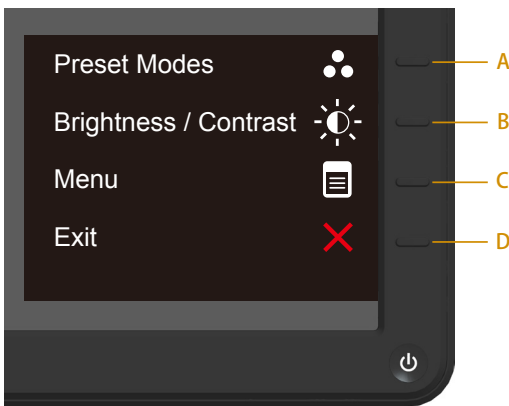 Preset Modes
A
Brightness / Contrast
B
Menu
C
Exit
D